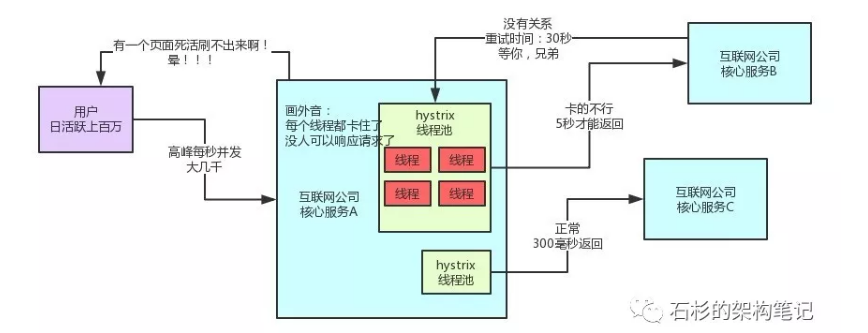 有一个页面死活刷不出来啊！
晕！！！
没有关系
重试时间：30秒
等你，兄弟
互联网公司
核心服务B
用户
日活跃上百万
画外音：
每个线程都卡住了
没人可以响应请求了
hystrix
线程池
线程
线程
线程
线程
卡的不行
5秒才能返回
高峰每秒并发
大几千
互联网公司
核心服务A
互联网公司
核心服务C
正常
300毫秒返回
hystrix
线程池
石杉的架构笔记